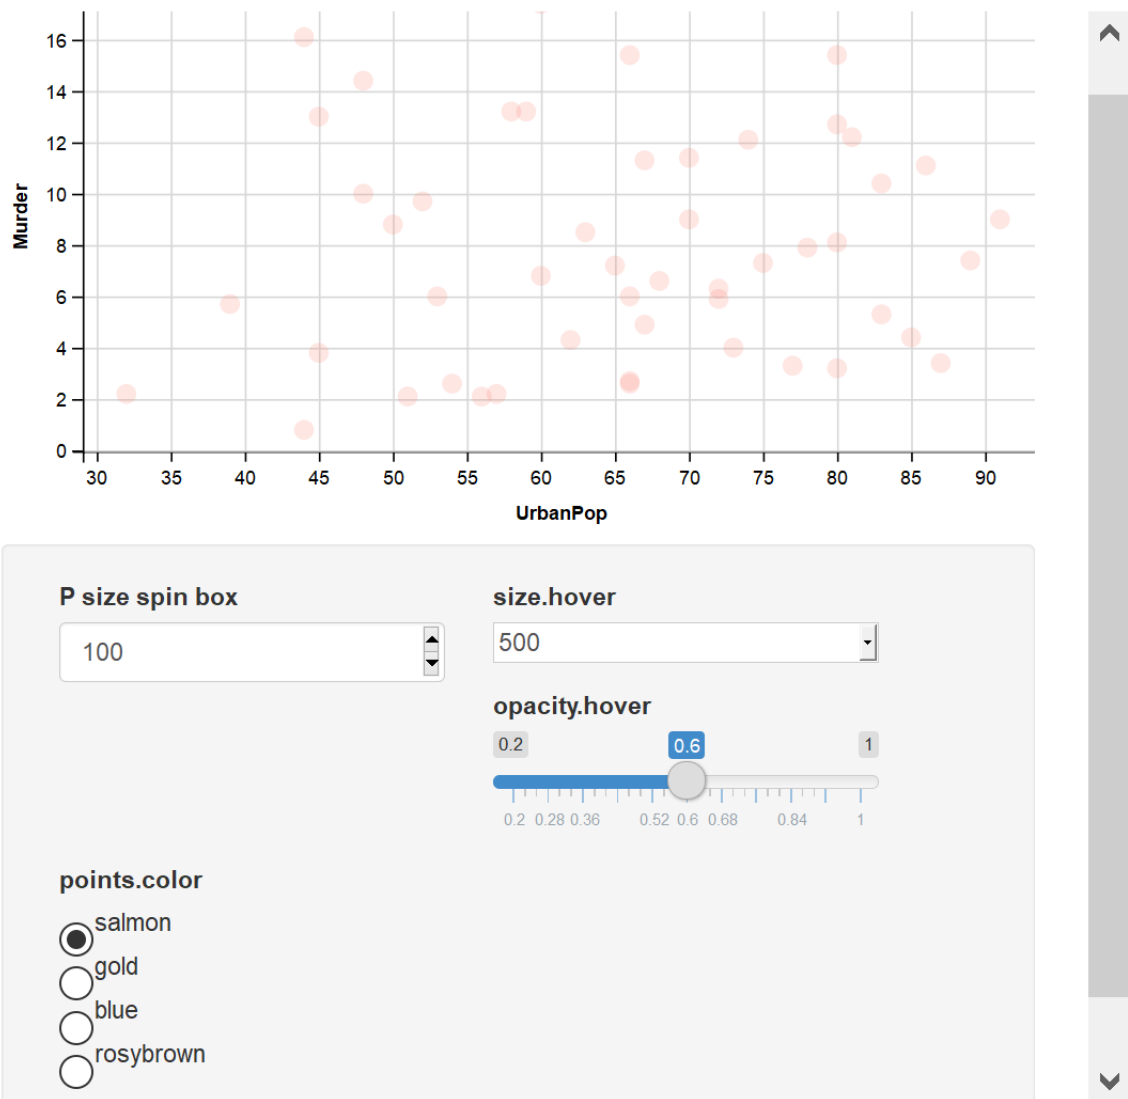 16
14
12
10
8
6
4
2
0
Murder
30 35 40 45 50 55 60 65 70 75 80 85 90
UrbanPop
P size spin box
100
size.hover
500
opacity.hover
0.2 0.6 1
0.2 0.28 0.36 0.52 0.6 0.68 0.84 1
points.color
salmon
gold
blue
rosybrown